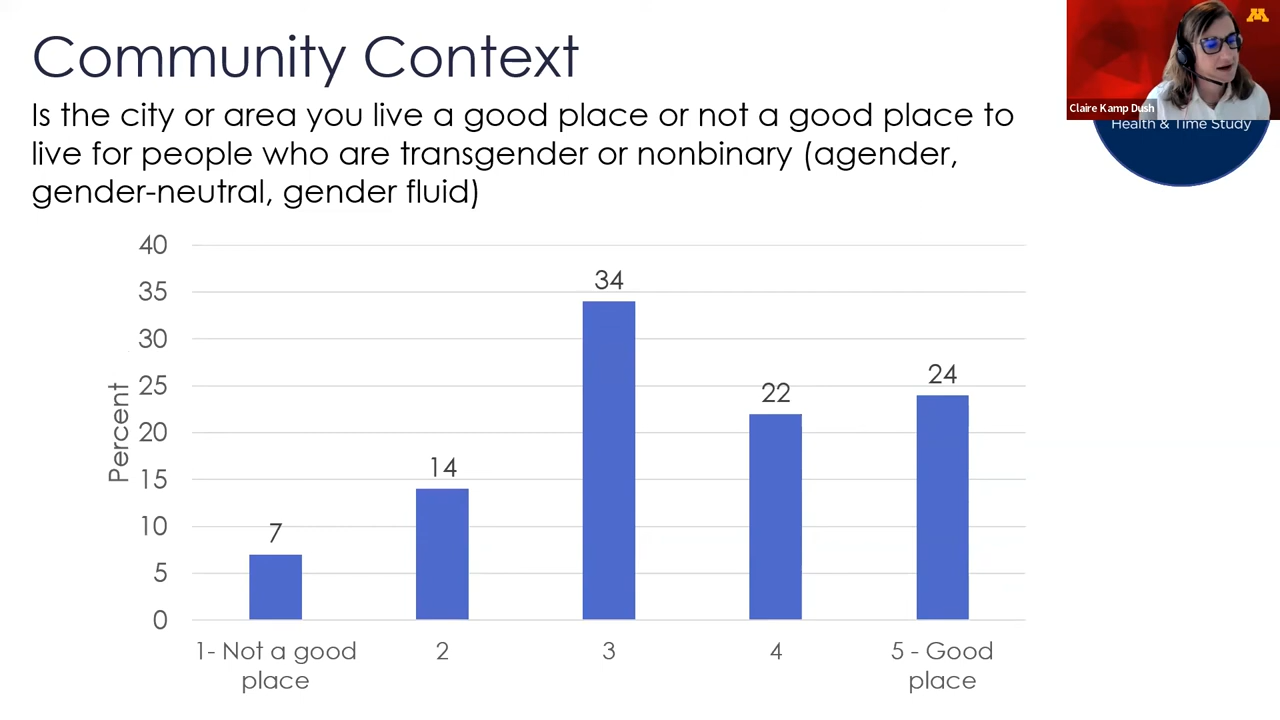 Community Context
Is the city or area you live a good place or not a good place to
live for people who are transgender or nonbinary (agender,
gender-neutral, gender fluid)
Claire Kamp Dush
Health & Time Study
40
35
30
25
20
15
10
5
0
Percent
7
14
34
22
24
1- Not a good
place
2
3
4
5 - Good
place